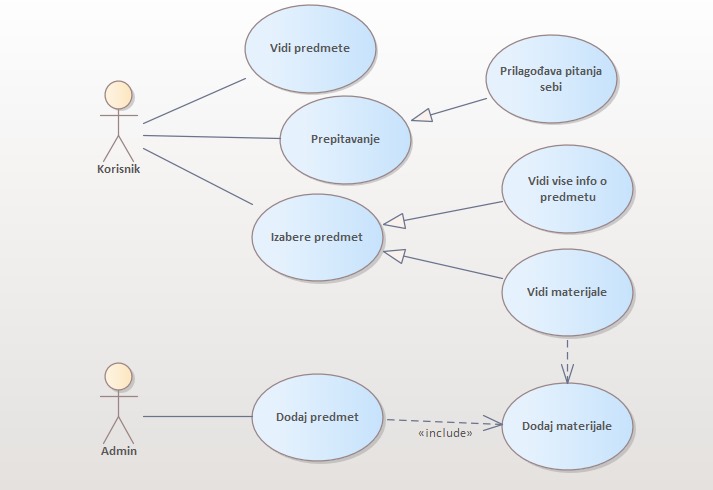 Vidi predmete
Prilagođava pitanja
sebi
Prepitavanje
Korisnik
Vidi vise info o
predmetu
Izabere predmet
Vidi materijale
Dodaj predmet
«include»
Dodaj materijale
Admin